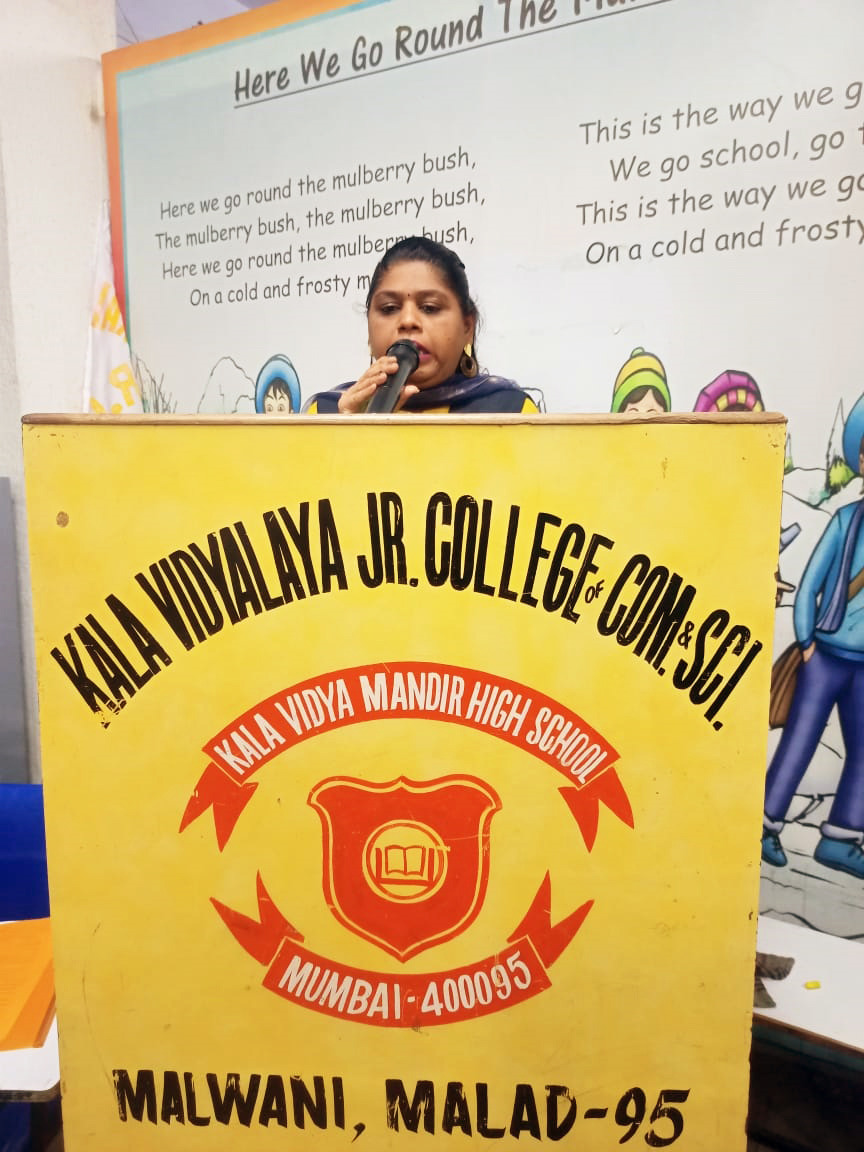 Here We Go Round The
Here we go round the mulberry bush,
The mulberry bush, the mulberry bush,
Here we go round the mulberry bush,
On a cold and frosty
This is the way we
We go school, go
This is the way we
On a cold and frosty
KALA VIDYALAYA JR. COLLEGE OF COM. & SCI.
KALA VIDYA MANDIR HIGH SCHOOL
MUMBAI-400095
MALWANI, MALAD-95